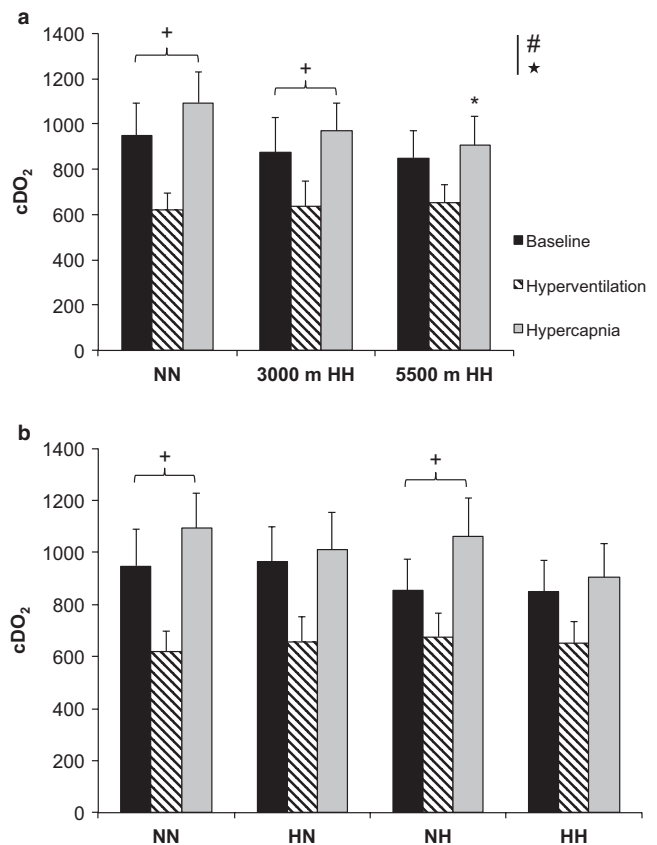 a
1400
1200
1000
800
600
400
200
0
cDO₂
+
+
*
#
★
Baseline
Hyperventilation
Hypercapnia
NN 3000 m HH 5500 m HH
b
1400
1200
1000
800
600
400
200
0
cDO₂
+
+
NN HN NH HH